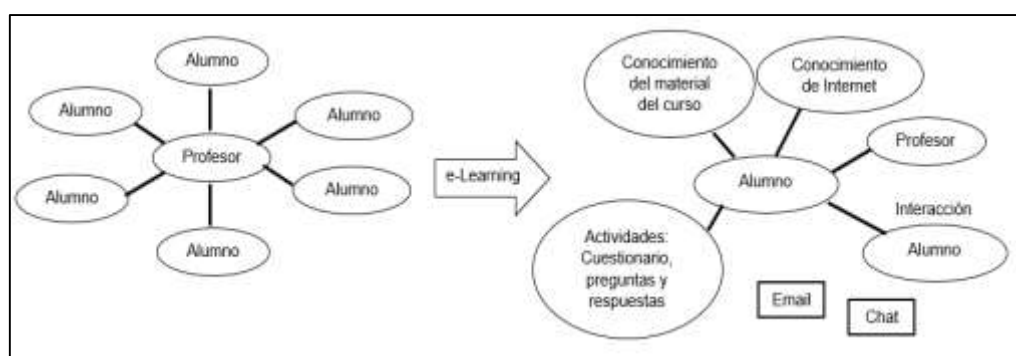 Alumno
Alumno
Alumno
Profesor
Alumno
Alumno
Alumno
e-Learning
Conocimiento
del material
del curso
Conocimiento
de Internet
Profesor
Alumno
Interacción
Alumno
Actividades:
Cuestionario,
preguntas y
respuestas
Email
Chat